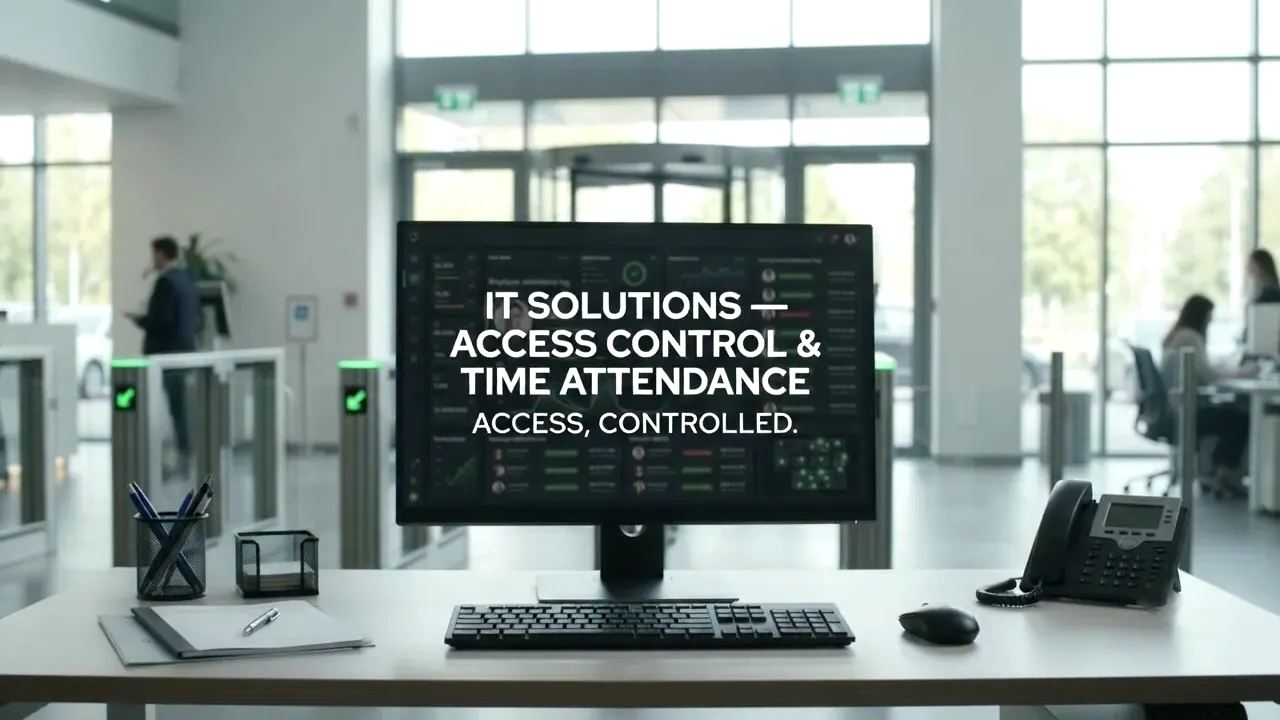 IT SOLUTIONS —
ACCESS CONTROL &
TIME ATTENDANCE
ACCESS, CONTROLLED.